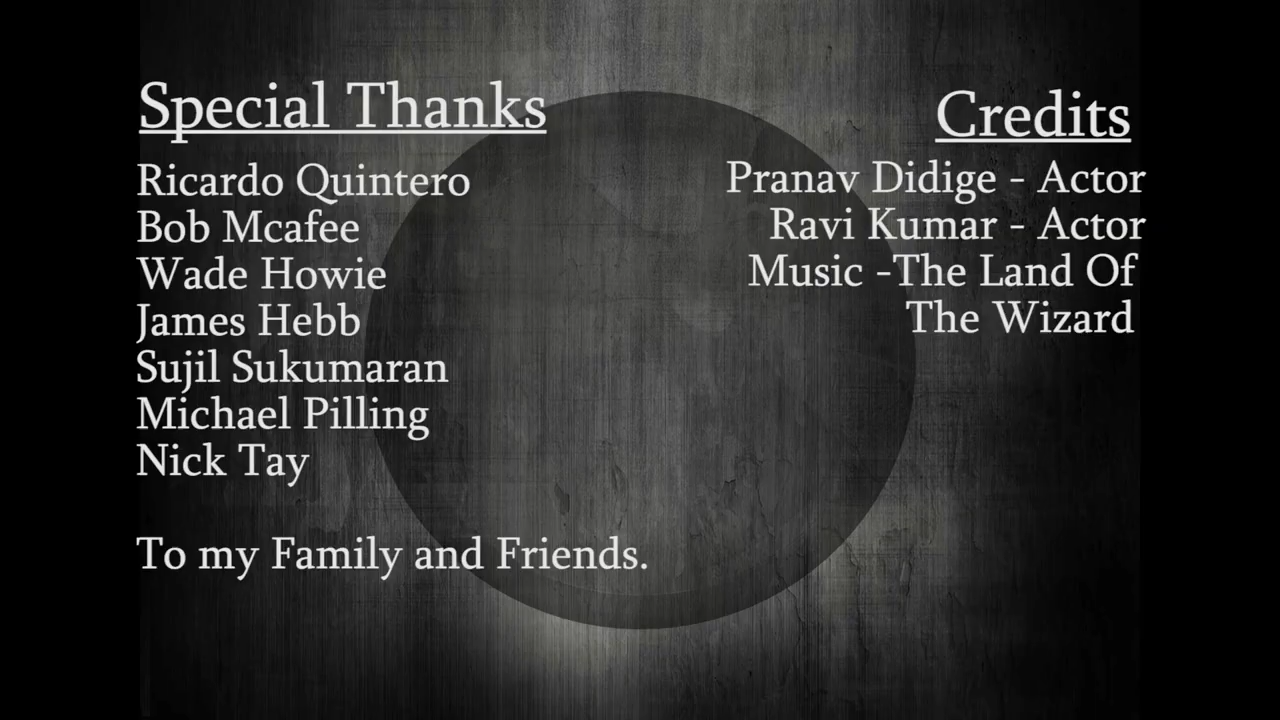 Special Thanks
Ricardo Quintero
Bob Mcafee
Wade Howie
James Hebb
Sujil Sukumaran
Michael Pilling
Nick Tay
To my Family and Friends.
Credits
Pranav Didige - Actor
Ravi Kumar - Actor
Music -The Land Of
The Wizard